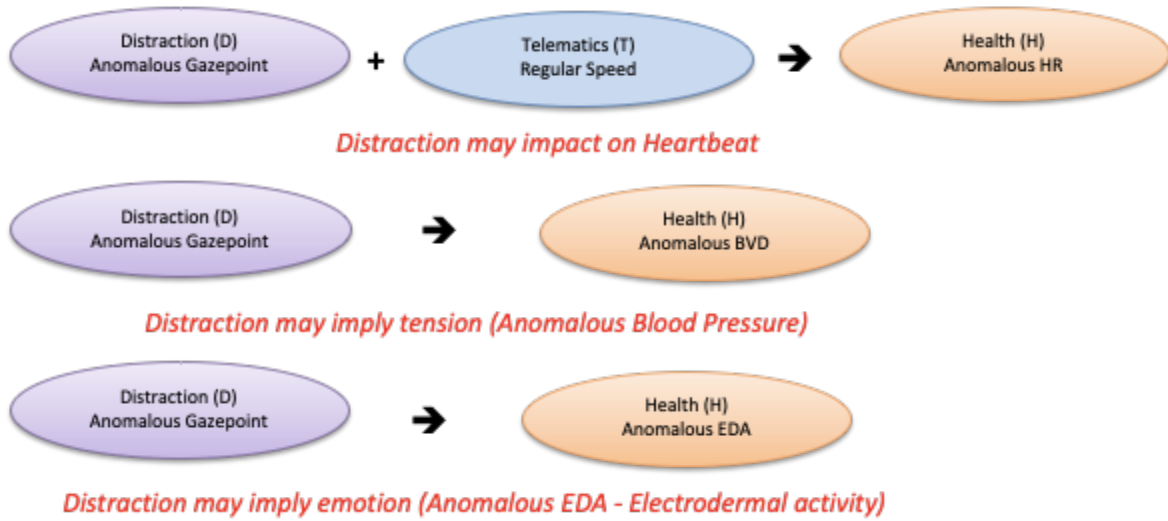 Distraction (D)
Anomalous Gazepoint
+
Telematics (T)
Regular Speed
Health (H)
Anomalous HR
Distraction may impact on Heartbeat
Distraction (D)
Anomalous Gazepoint
Health (H)
Anomalous BVD
Distraction may imply tension (Anomalous Blood Pressure)
Distraction (D)
Anomalous Gazepoint
Health (H)
Anomalous EDA
Distraction may imply emotion (Anomalous EDA - Electrodermal activity)